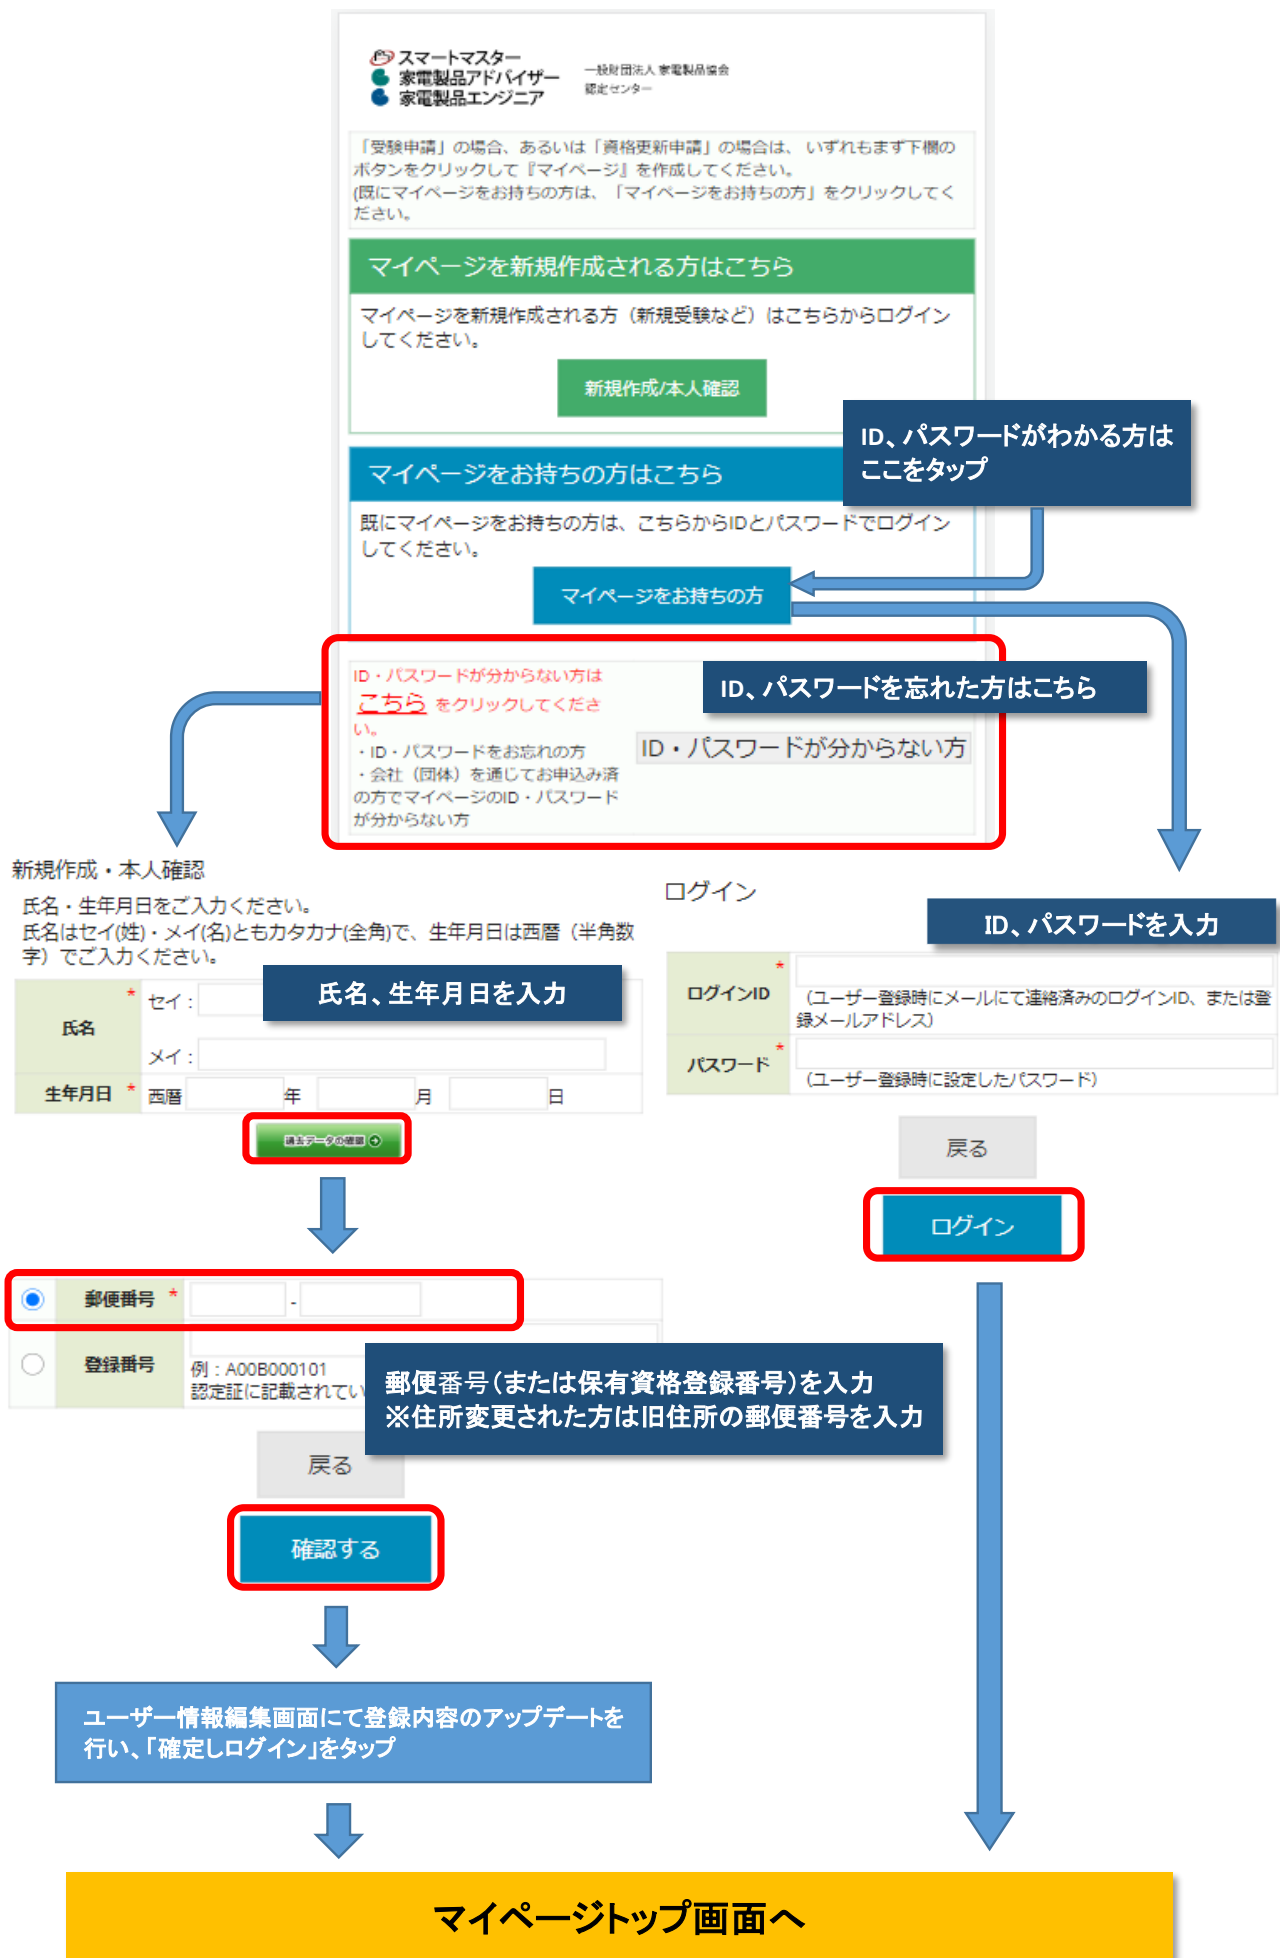 スマートマスター
家電製品アドバイザー
家電製品エンジニア
一般財団法人 家電製品協会
認定センター
「受験申請」の場合、あるいは「資格更新申請」の場合は、いずれもまず下欄の
ボタンをクリックして『マイページ』を作成してください。
(既にマイページをお持ちの方は、「マイページをお持ちの方」をクリックしてく
ださい。
マイページを新規作成される方はこちら
マイページを新規作成される方（新規受験など）はこちらからログイン
してください。
新規作成/本人確認
ID、パスワードがわかる方は
ここをタップ
マイページをお持ちの方はこちら
既にマイページをお持ちの方は、こちらからIDとパスワードでログイン
してください。
マイページをお持ちの方
ID・パスワードが分からない方は
こちら をクリックしてくださ
い。
・ID・パスワードをお忘れの方
・会社（団体）を通じてお申込み済
の方でマイページのID・パスワード
が分からない方
ID、パスワードを忘れた方はこちら
ID・パスワードが分からない方
新規作成・本人確認
氏名・生年月日をご入力ください。
氏名はセイ(姓)・メイ(名)ともカタカナ(全角)で、生年月日は西暦（半角数
字）でご入力ください。
氏名、生年月日を入力
氏名 * セイ：
メイ：
生年月日 * 西暦 年 月 日
過去データの確認
ログイン
ID、パスワードを入力
ログインID *
（ユーザー登録時にメールにて連絡済みのログインID、または登
録メールアドレス）
パスワード *
（ユーザー登録時に設定したパスワード）
戻る
ログイン
郵便番号 * -
登録番号
例：A00B000101
認定証に記載されてい
郵便番号（または保有資格登録番号）を入力
※住所変更された方は旧住所の郵便番号を入力
戻る
確認する
ユーザー情報編集画面にて登録内容のアップデートを
行い、「確定しログイン」をタップ
マイページトップ画面へ